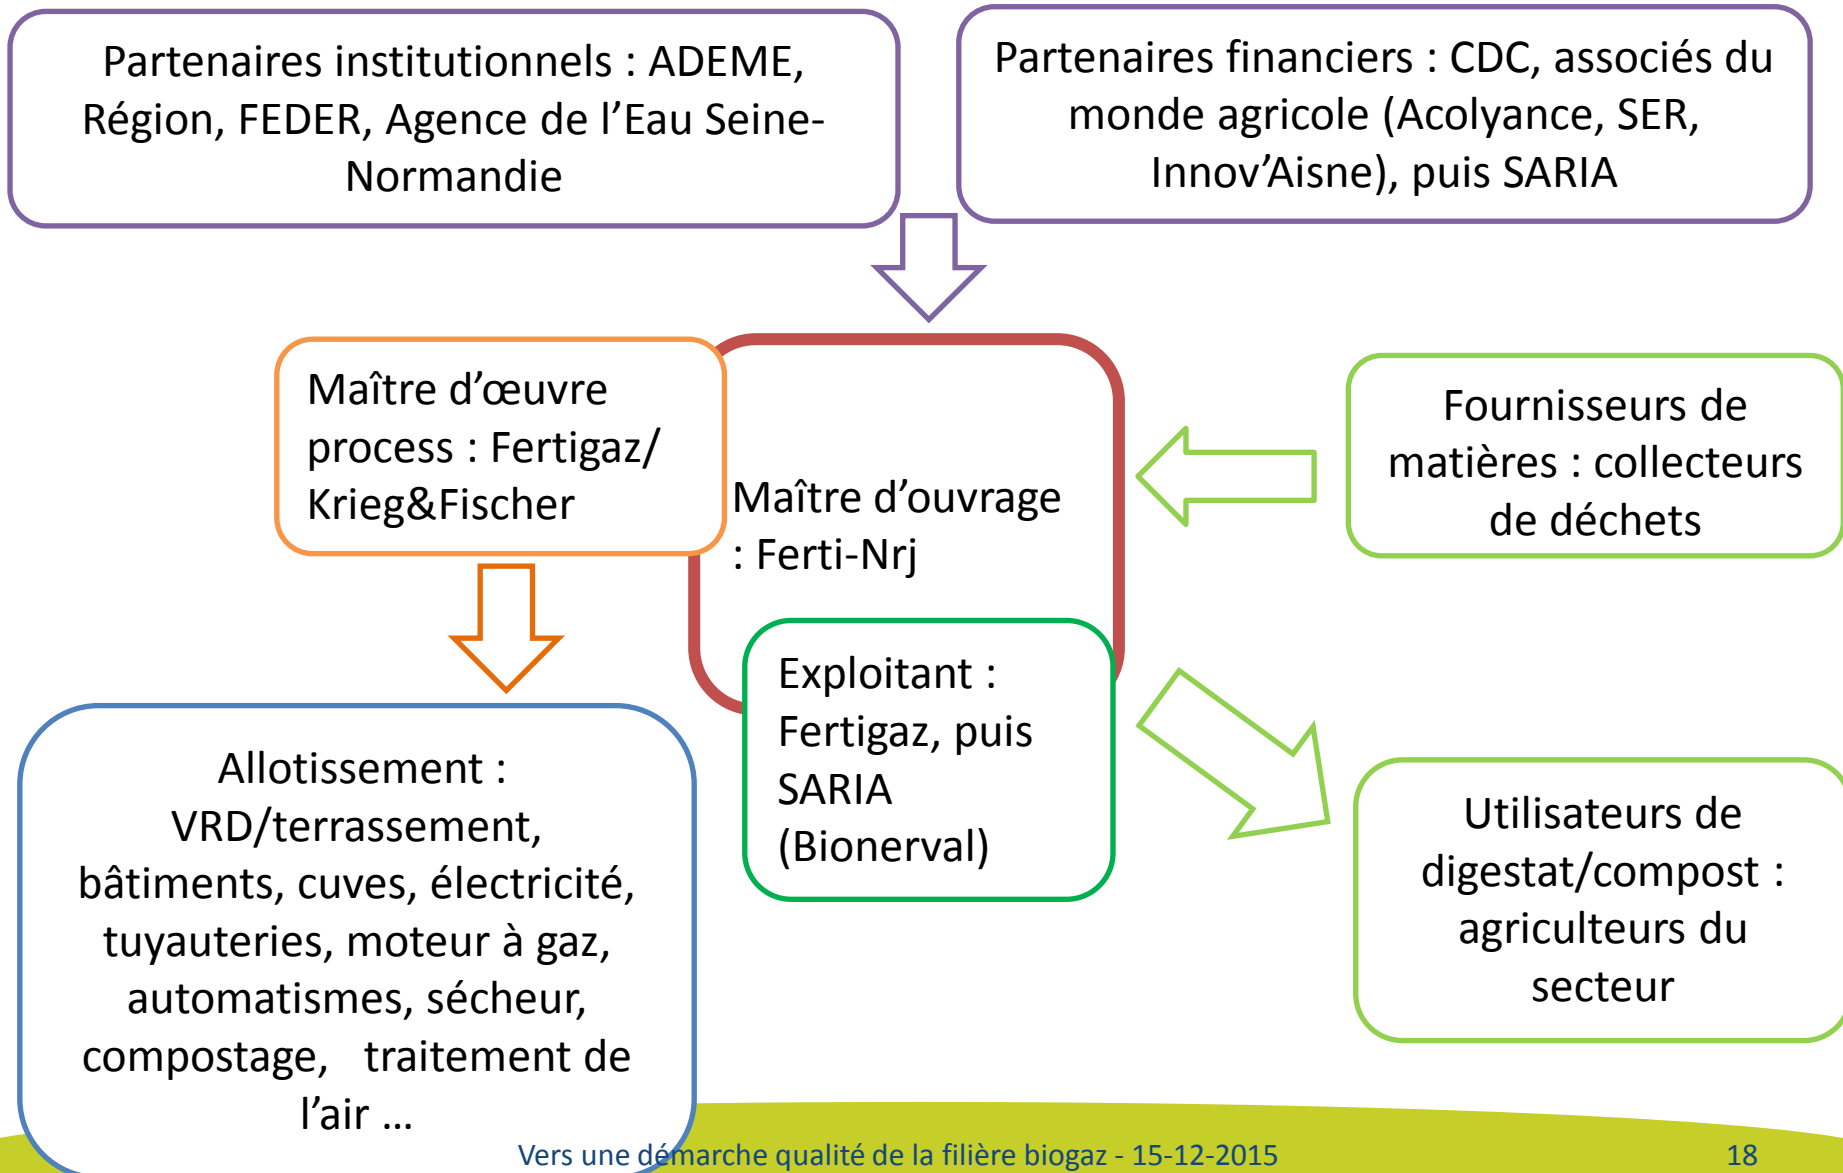 Partenaires institutionnels : ADEME,
Région, FEDER, Agence de l’Eau Seine-
Normandie
Partenaires financiers : CDC, associés du
monde agricole (Acolyance, SER,
Innov’Aisne), puis SARIA
Maître d’œuvre
process : Fertigaz/
Krieg&Fischer
Maître d’ouvrage
: Ferti-Nrj
Fournisseurs de
matières : collecteurs
de déchets
Exploitant :
Fertigaz, puis
SARIA
(Bionerval)
Allotissement :
VRD/terrassement,
bâtiments, cuves, électricité,
tuyauteries, moteur à gaz,
automatismes, sécheur,
compostage, traitement de
l’air ...
Utilisateurs de
digestat/compost :
agriculteurs du
secteur
Vers une démarche qualité de la filière biogaz - 15-12-2015
18